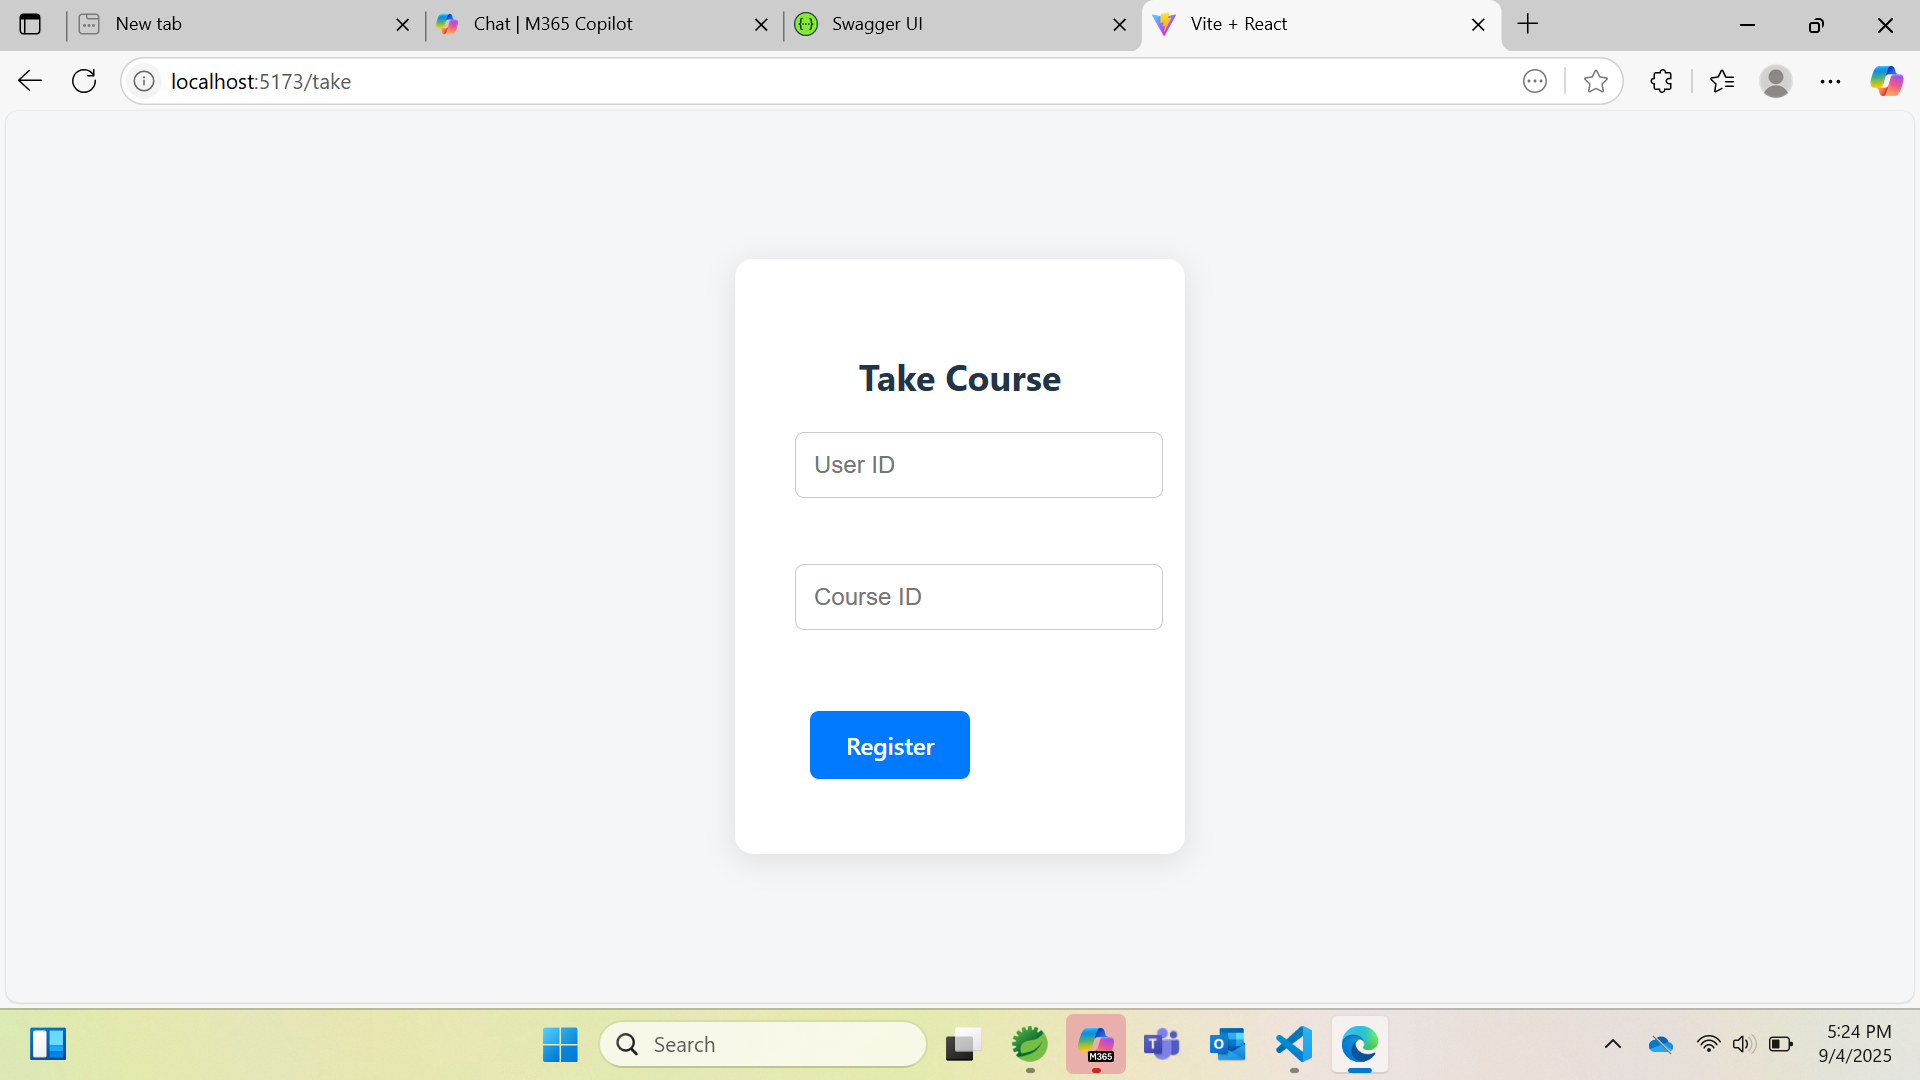 New tab
Chat | M365 Copilot
Swagger UI
Vite + React
localhost:5173/take
Take Course
User ID
Course ID
Register
Search
M365
5:24 PM
9/4/2025